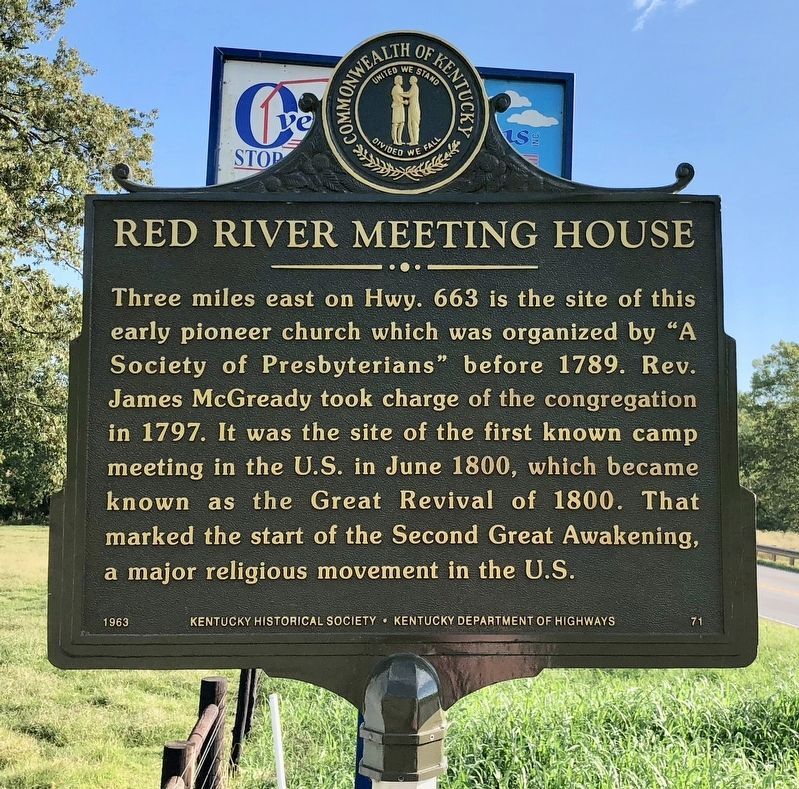 COMMONWEALTH OF KENTUCKY
UNITED WE STAND
DIVIDED WE FALL
INC
RED RIVER MEETING HOUSE
Three miles east on Hwy. 663 is the site of this
early pioneer church which was organized by “A
Society of Presbyterians” before 1789. Rev.
James McGready took charge of the congregation
in 1797. It was the site of the first known camp
meeting in the U.S. in June 1800, which became
known as the Great Revival of 1800. That
marked the start of the Second Great Awakening,
a major religious movement in the U.S.
1963 KENTUCKY HISTORICAL SOCIETY • KENTUCKY DEPARTMENT OF HIGHWAYS 71